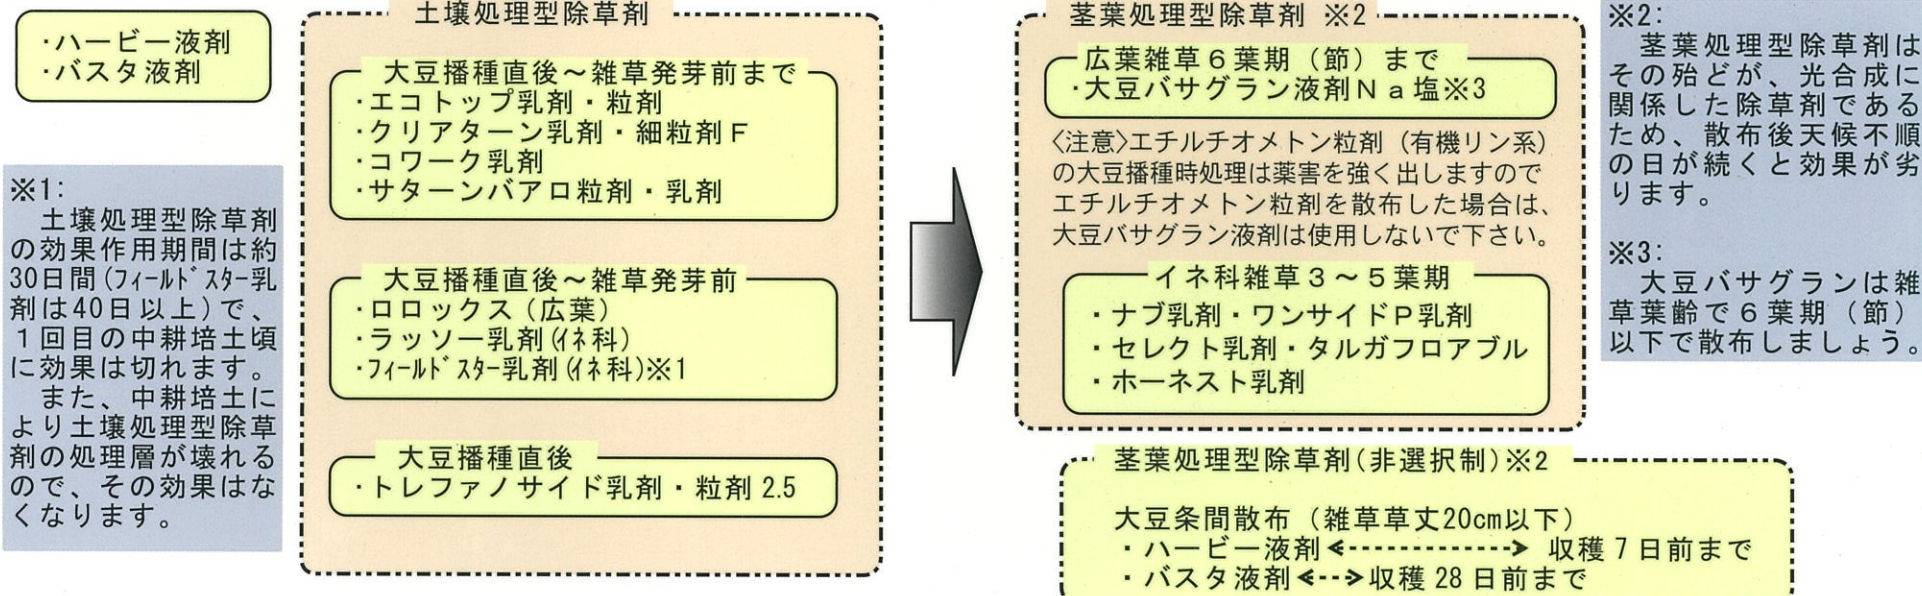 ・ハービー液剤
・バスタ液剤
※1:
土壌処理型除草剤
の効果作用期間は約
30日間(フィールドスター乳
剤は40日以上)で、
１回目の中耕培土頃
に効果は切れます。
また、中耕培土に
より土壌処理型除草
剤の処理層が壊れる
ので、その効果はな
くなります。
土壌処理型除草剤
大豆播種直後～雑草発芽前まで
・エコトップ乳剤・粒剤
・クリアターン乳剤・細粒剤Ｆ
・コワーク乳剤
・サターンバアロ粒剤・乳剤
大豆播種直後～雑草発芽前
・ロロックス（広葉）
・ラッソー乳剤(イネ科)
・フィールドスター乳剤(イネ科)※1
大豆播種直後
・トレファノサイド乳剤・粒剤 2.5
茎葉処理型除草剤 ※2
広葉雑草６葉期（節）まで
・大豆バサグラン液剤Ｎａ塩※3
〈注意〉エチルチオメトン粒剤（有機リン系）
の大豆播種時処理は薬害を強く出しますので
エチルチオメトン粒剤を散布した場合は、
大豆バサグラン液剤は使用しないで下さい。
イネ科雑草３～５葉期
・ナブ乳剤・ワンサイドＰ乳剤
・セレクト乳剤・タルガフロアブル
・ホーネスト乳剤
茎葉処理型除草剤(非選択制)※2
大豆条間散布（雑草草丈20cm以下）
・ハービー液剤 収穫７日前まで
・バスタ液剤 収穫 28 日前まで
※2:
茎葉処理型除草剤は
その殆どが、光合成に
関係した除草剤である
ため、散布後天候不順
の日が続くと効果が劣
ります。
※3:
大豆バサグランは雑
草葉齢で６葉期（節）
以下で散布しましょう。